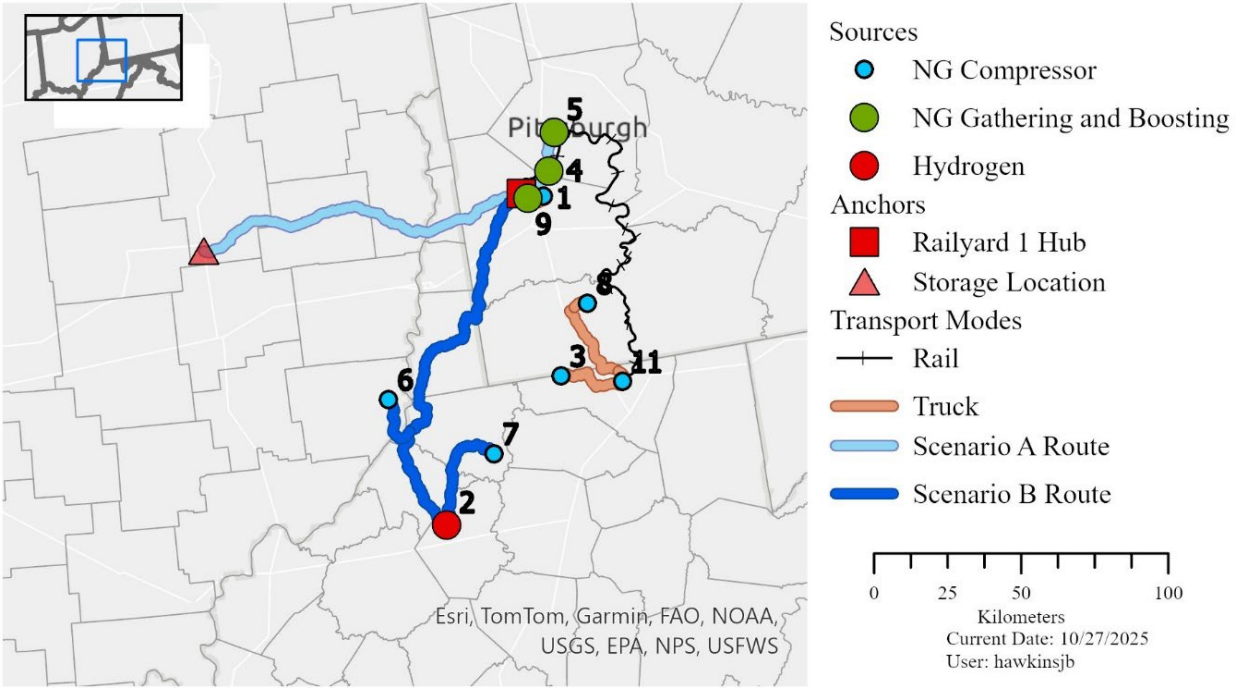 5
Pittsburgh
4
1
9
8
3
11
6
7
2
Esri, TomTom, Garmin, FAO, NOAA,
USGS, EPA, NPS, USFWS
Sources
NG Compressor
NG Gathering and Boosting
Hydrogen
Anchors
Railyard 1 Hub
Storage Location
Transport Modes
Rail
Truck
Scenario A Route
Scenario B Route
0 25 50 100
Kilometers
Current Date: 10/27/2025
User: hawkinsjb